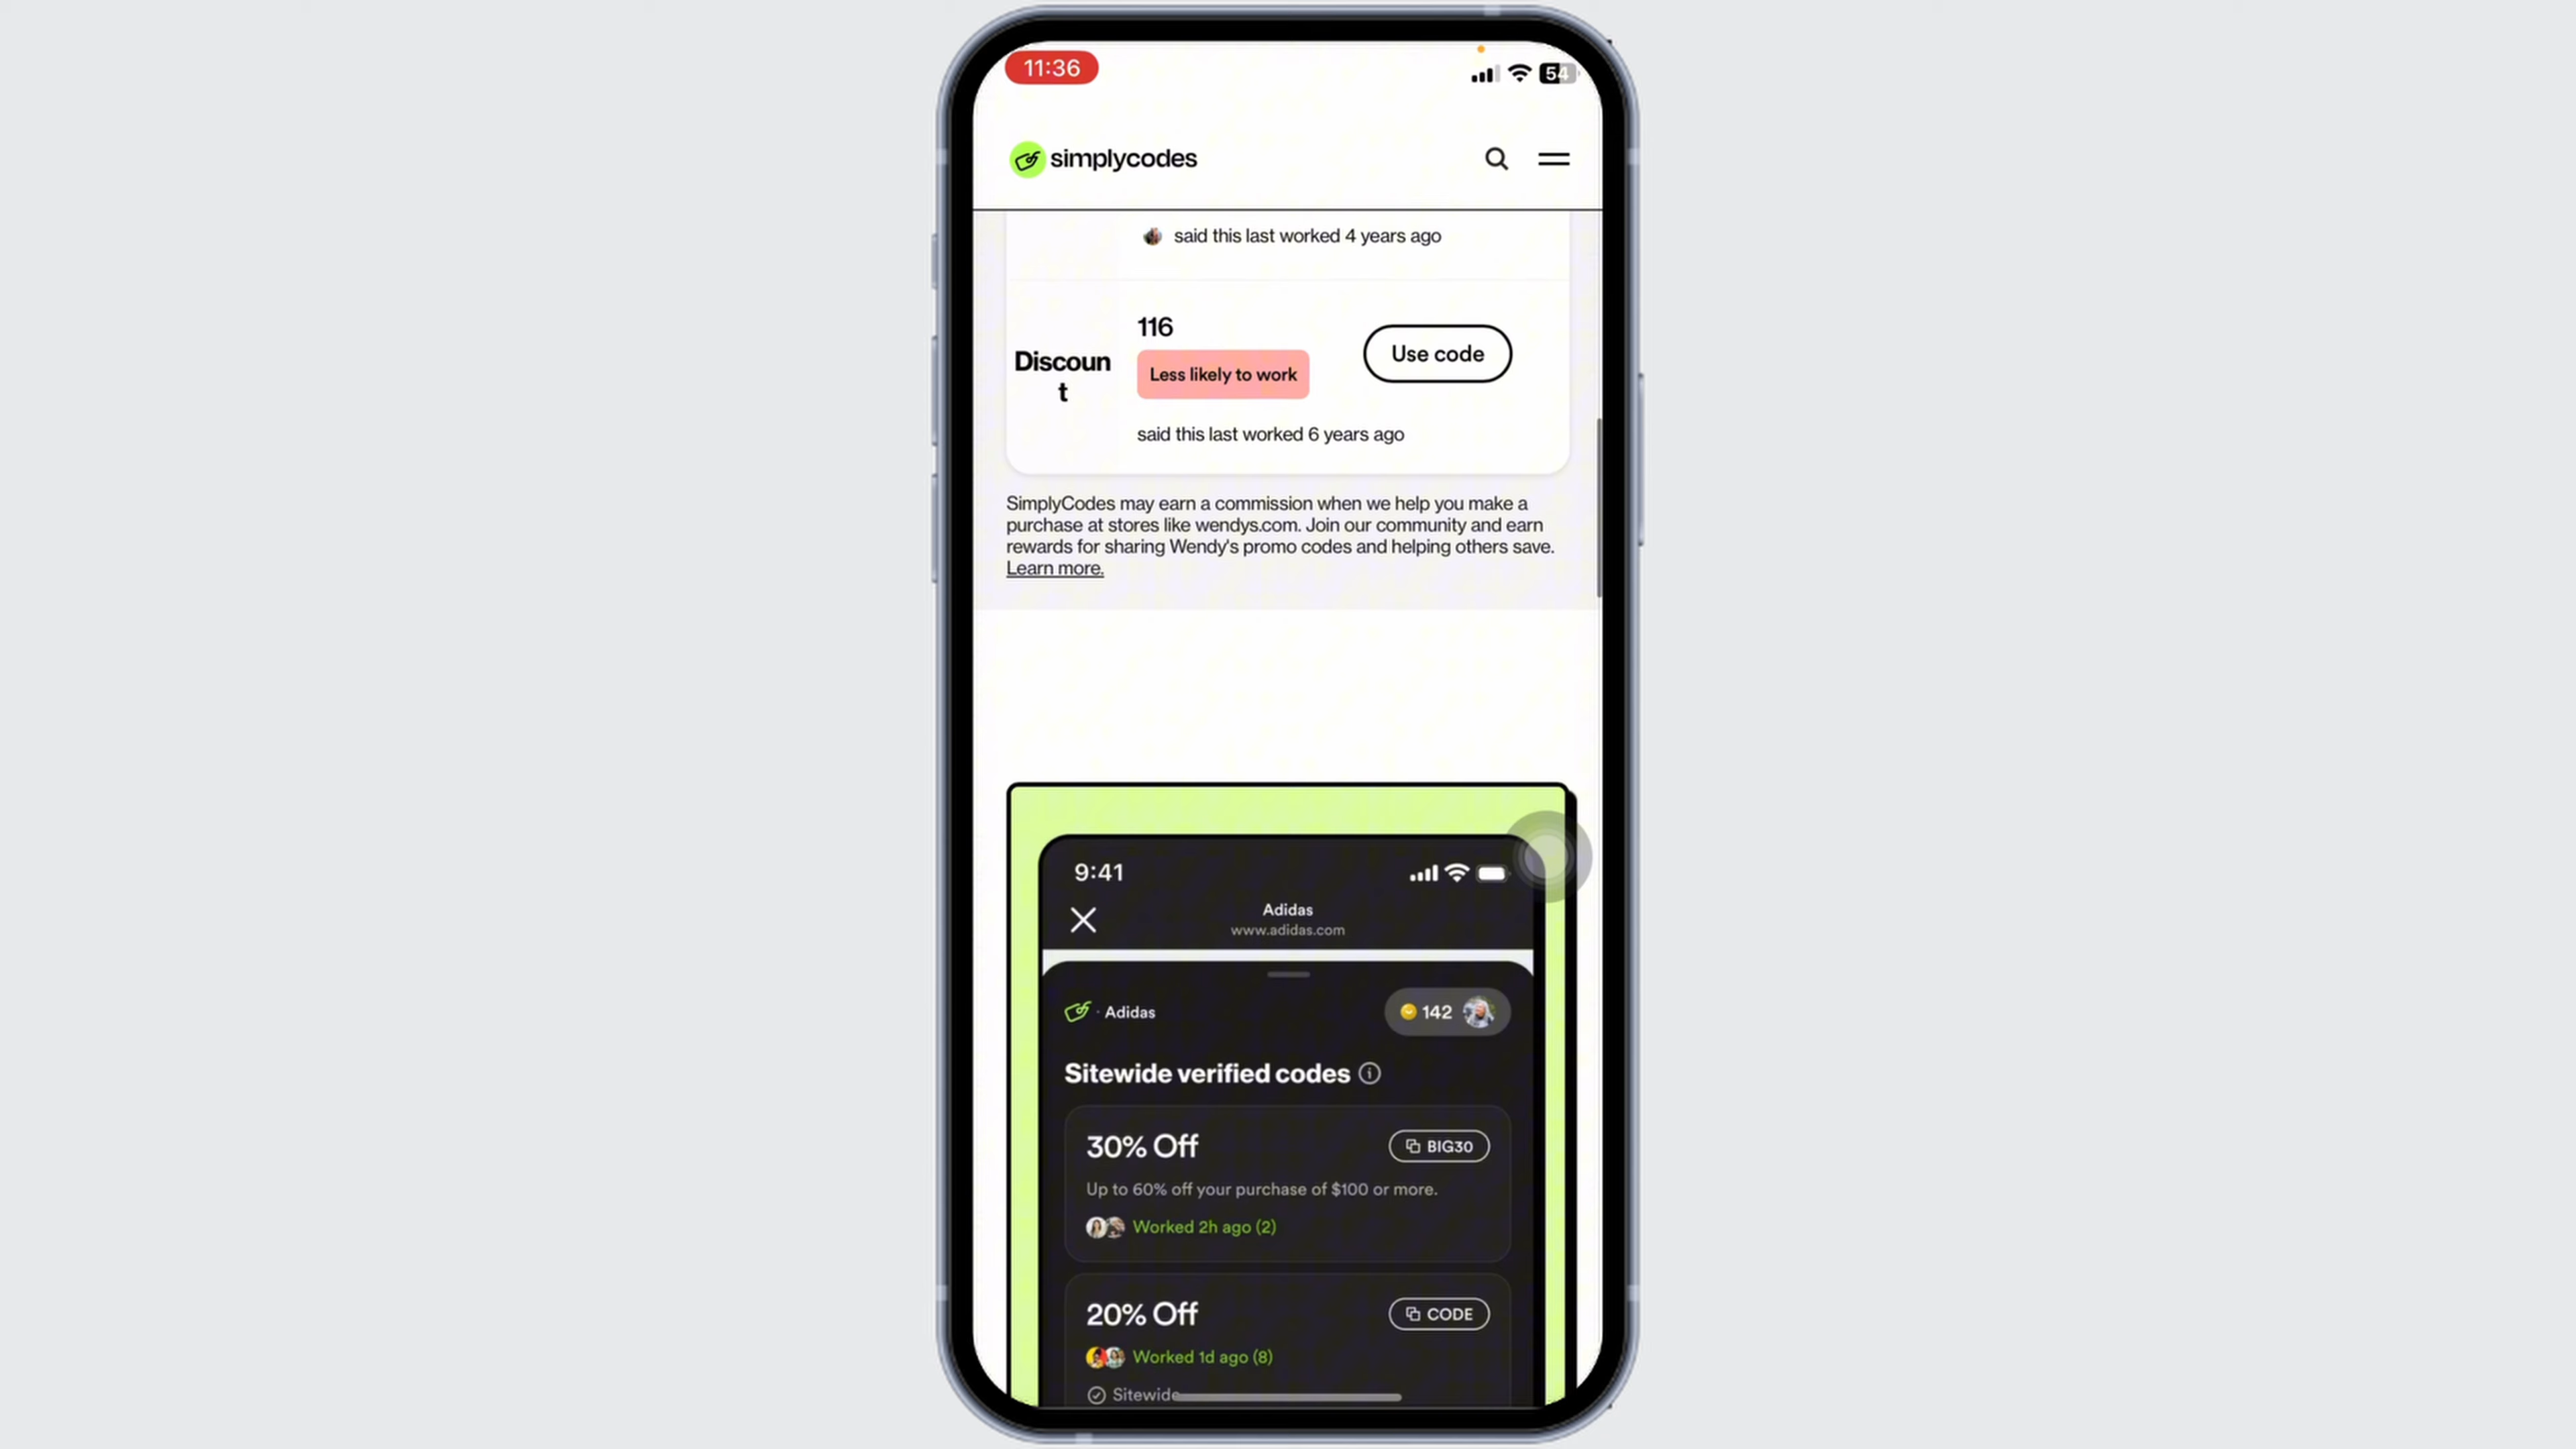 11:36
54
simplycodes
said this last worked 4 years ago
116
Discoun
t
Less likely to work
Use code
said this last worked 6 years ago
SimplyCodes may earn a commission when we help you make a
purchase at stores like wendys.com. Join our community and earn
rewards for sharing Wendy's promo codes and helping others save.
Learn more.
9:41
Adidas
www.adidas.com
· Adidas
142
Sitewide verified codes
30% Off
BIG30
Up to 60% off your purchase of $100 or more.
Worked 2h ago (2)
20% Off
CODE
Worked 1d ago (8)
Sitewide